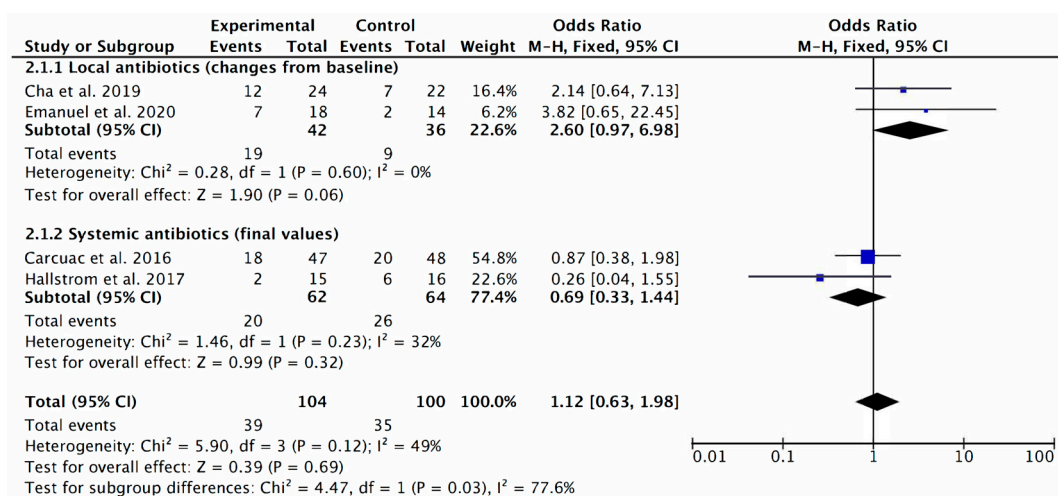 Experimental Control Odds Ratio Odds Ratio
Study or Subgroup Events Total Events Total Weight M-H, Fixed, 95% CI M-H, Fixed, 95% CI
2.1.1 Local antibiotics (changes from baseline)
Cha et al. 2019 12 24 7 22 16.4% 2.14 [0.64, 7.13]
Emanuel et al. 2020 7 18 2 14 6.2% 3.82 [0.65, 22.45]
Subtotal (95% CI) 42 36 22.6% 2.60 [0.97, 6.98]
Total events 19 9
Heterogeneity: Chi² = 0.28, df = 1 (P = 0.60); I² = 0%
Test for overall effect: Z = 1.90 (P = 0.06)
2.1.2 Systemic antibiotics (final values)
Carcuac et al. 2016 18 47 20 48 54.8% 0.87 [0.38, 1.98]
Hallstrom et al. 2017 2 15 6 16 22.6% 0.26 [0.04, 1.55]
Subtotal (95% CI) 62 64 77.4% 0.69 [0.33, 1.44]
Total events 20 26
Heterogeneity: Chi² = 1.46, df = 1 (P = 0.23); I² = 32%
Test for overall effect: Z = 0.99 (P = 0.32)
Total (95% CI) 104 100 100.0% 1.12 [0.63, 1.98]
Total events 39 35
Heterogeneity: Chi² = 5.90, df = 3 (P = 0.12); I² = 49%
Test for overall effect: Z = 0.39 (P = 0.69)
Test for subgroup differences: Chi² = 4.47, df = 1 (P = 0.03), I² = 77.6%
0.01 0.1 1 10 100